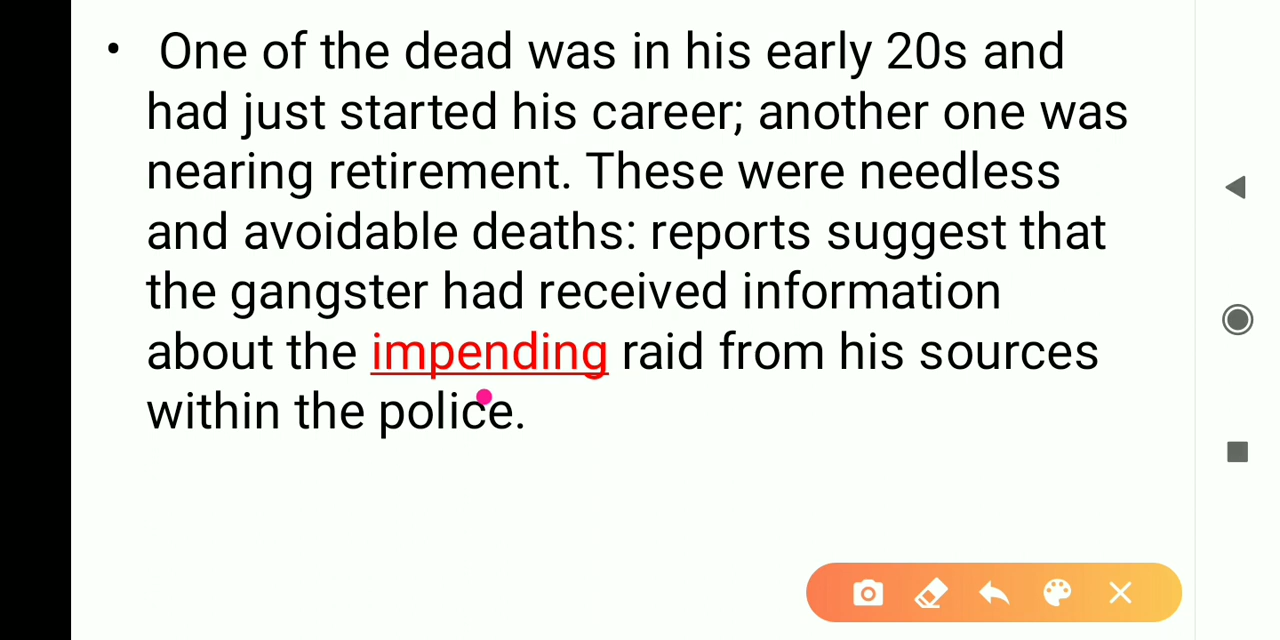 • One of the dead was in his early 20s and
had just started his career; another one was
nearing retirement. These were needless
and avoidable deaths: reports suggest that
the gangster had received information
about the impending raid from his sources
within the police.